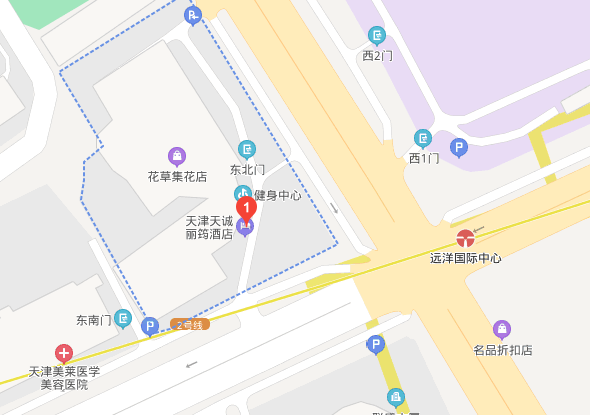 P
西2门
西1门
P
东北门
花草集花店
健身中心
1
天津天诚
丽筠酒店
远洋国际中心
东南门
P
2号线
P
名品折扣店
天津美莱医学
美容医院